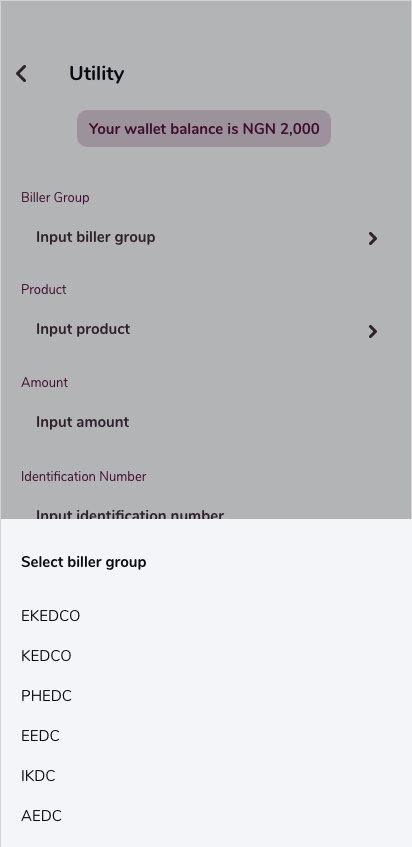 Utility
Your wallet balance is NGN 2,000
Biller Group
Input biller group
Product
Input product
Amount
Input amount
Identification Number
Input identification number
Select biller group
EKEDCO
KEDCO
PHEDC
EEDC
IKDC
AEDC